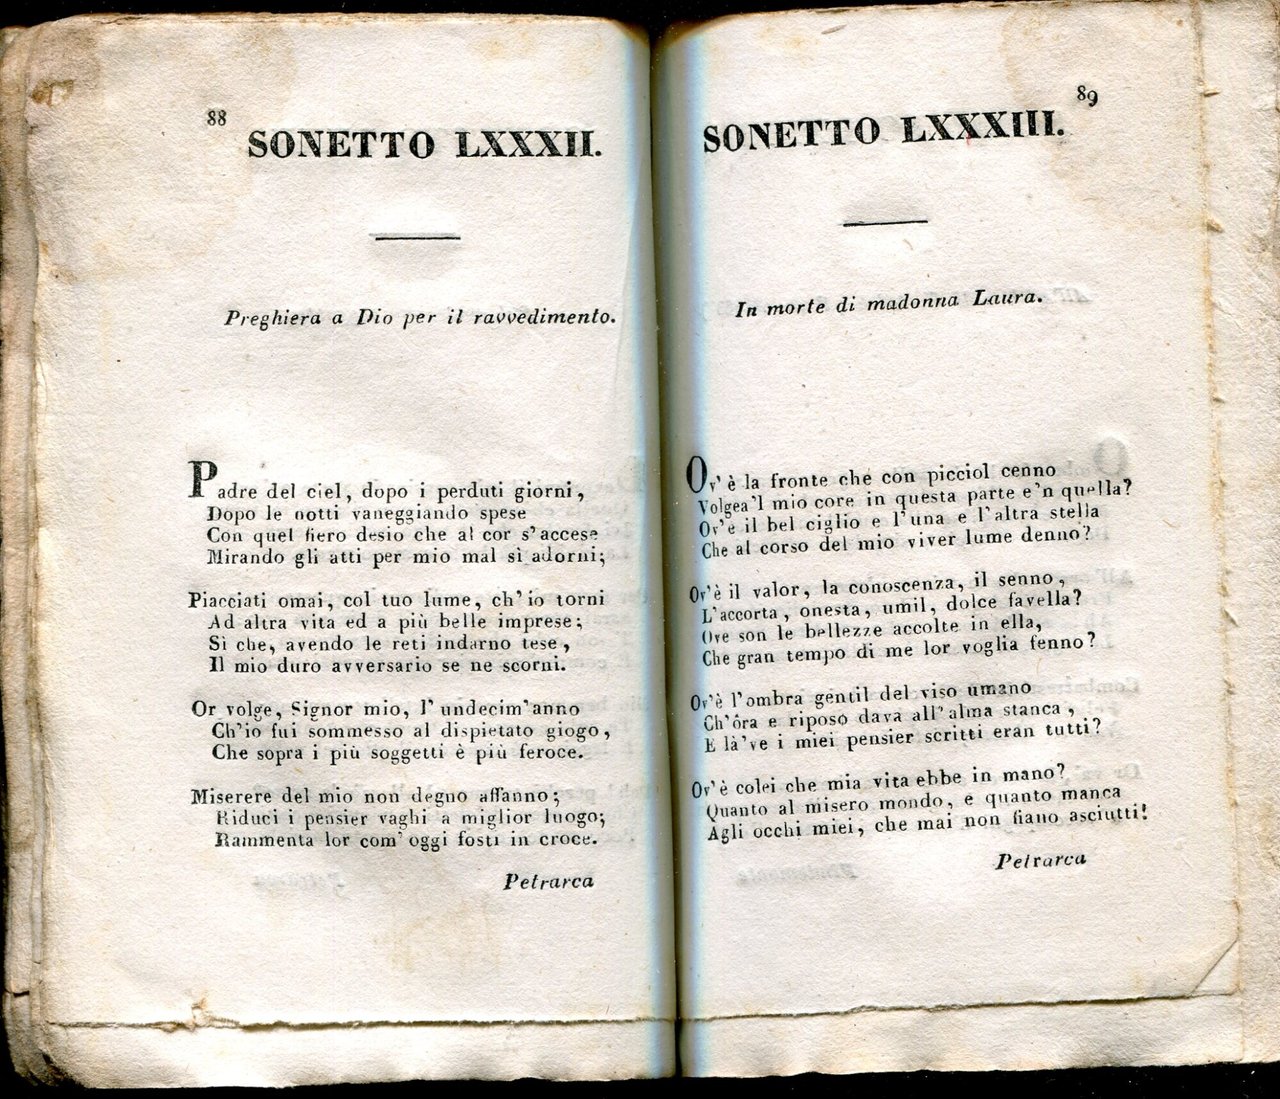 88
SONETTO LXXXII.
Preghiera a Dio per il ravvedimento.
Padre del ciel, dopo i perduti giorni,
Dopo le notti vaneggiando spese
Con quel fiero desio che al cor s'accese
Mirando gli atti per mio mal sì adorni;
Piacciati omai, col tuo lume, ch'io torni
Ad altra vita ed a più belle imprese;
Sì che, avendo le reti indarno tese,
Il mio duro avversario se ne scorni.
Or volge, Signor mio, l'undecim'anno
Ch'io fui sommesso al dispietato giogo,
Che sopra i più soggetti è più feroce.
Miserere del mio non degno affanno;
Riduci i pensier vaghi a miglior luogo;
Rammenta lor com'oggi fosti in croce.
Petrarca
89
SONETTO LXXXIII.
In morte di madonna Laura.
Ov'è la fronte che con picciol cenno
Volgea'l mio core in questa parte e'n quella?
Ov'è il bel ciglio e l'una e l'altra stella
Che al corso del mio viver lume denno?
Ov'è il valor, la conoscenza, il senno,
L'accorta, onesta, umil, dolce favella?
Ove son le bellezze accolte in ella,
Che gran tempo di me lor voglia fenno?
Ov'è l'ombra gentil del viso umano
Ch'ôra e riposo dava all'alma stanca,
E là've i miei pensier scritti eran tutti?
Ov'è colei che mia vita ebbe in mano?
Quanto al misero mondo, e quanto manca
Agli occhi miei, che mai non fiano asciutti!
Petrarca